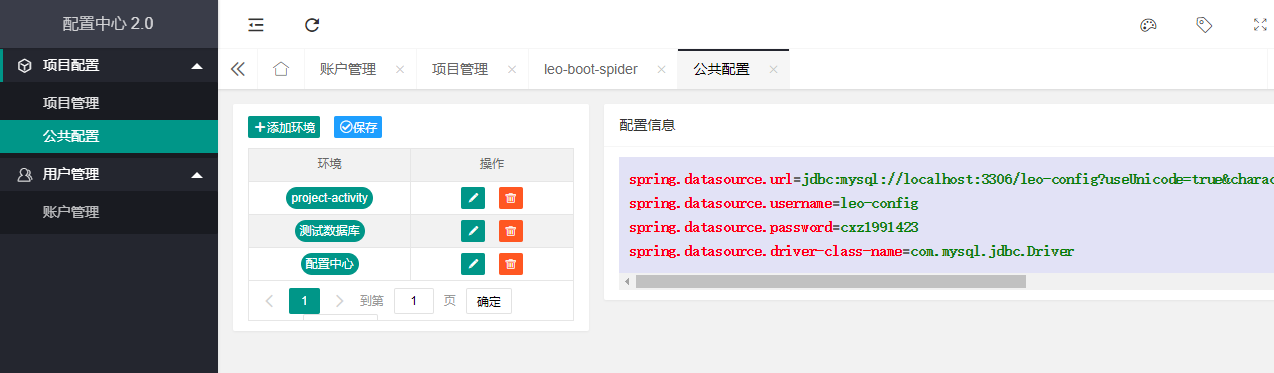 配置中心 2.0
项目配置
项目管理
公共配置
用户管理
账户管理
账户管理 项目管理 leo-boot-spider 公共配置
添加环境 保存
环境 操作
project-activity
测试数据库
配置中心
1 到第 1 页 确定
配置信息
spring.datasource.url=jdbc:mysql://localhost:3306/leo-config?useUnicode=true&charac
spring.datasource.username=leo-config
spring.datasource.password=cxz1991423
spring.datasource.driver-class-name=com.mysql.jdbc.Driver